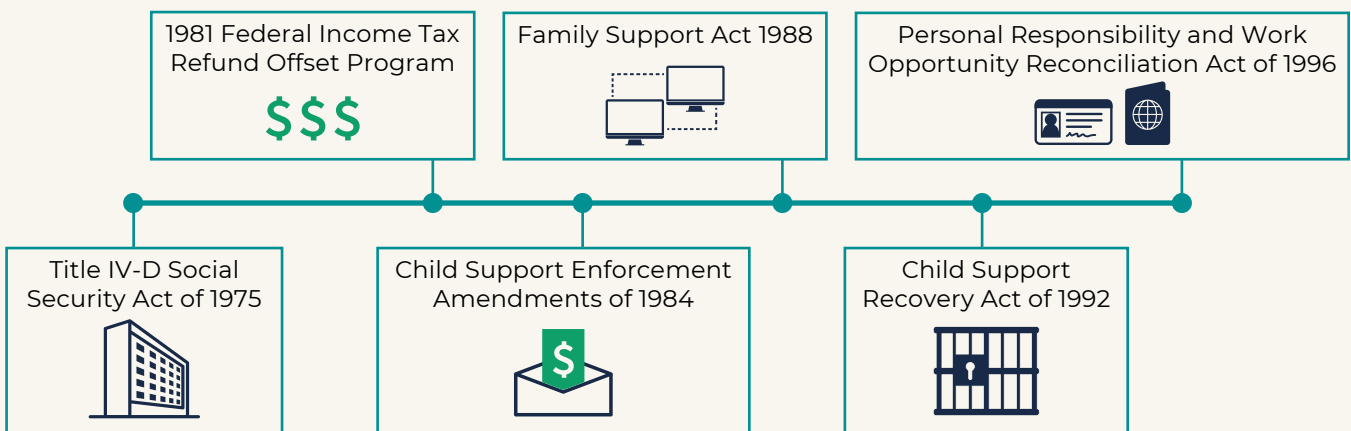 1981 Federal Income Tax
Refund Offset Program
$$$
Family Support Act 1988
Personal Responsibility and Work
Opportunity Reconciliation Act of 1996
Title IV-D Social
Security Act of 1975
Child Support Enforcement
Amendments of 1984
$
Child Support
Recovery Act of 1992